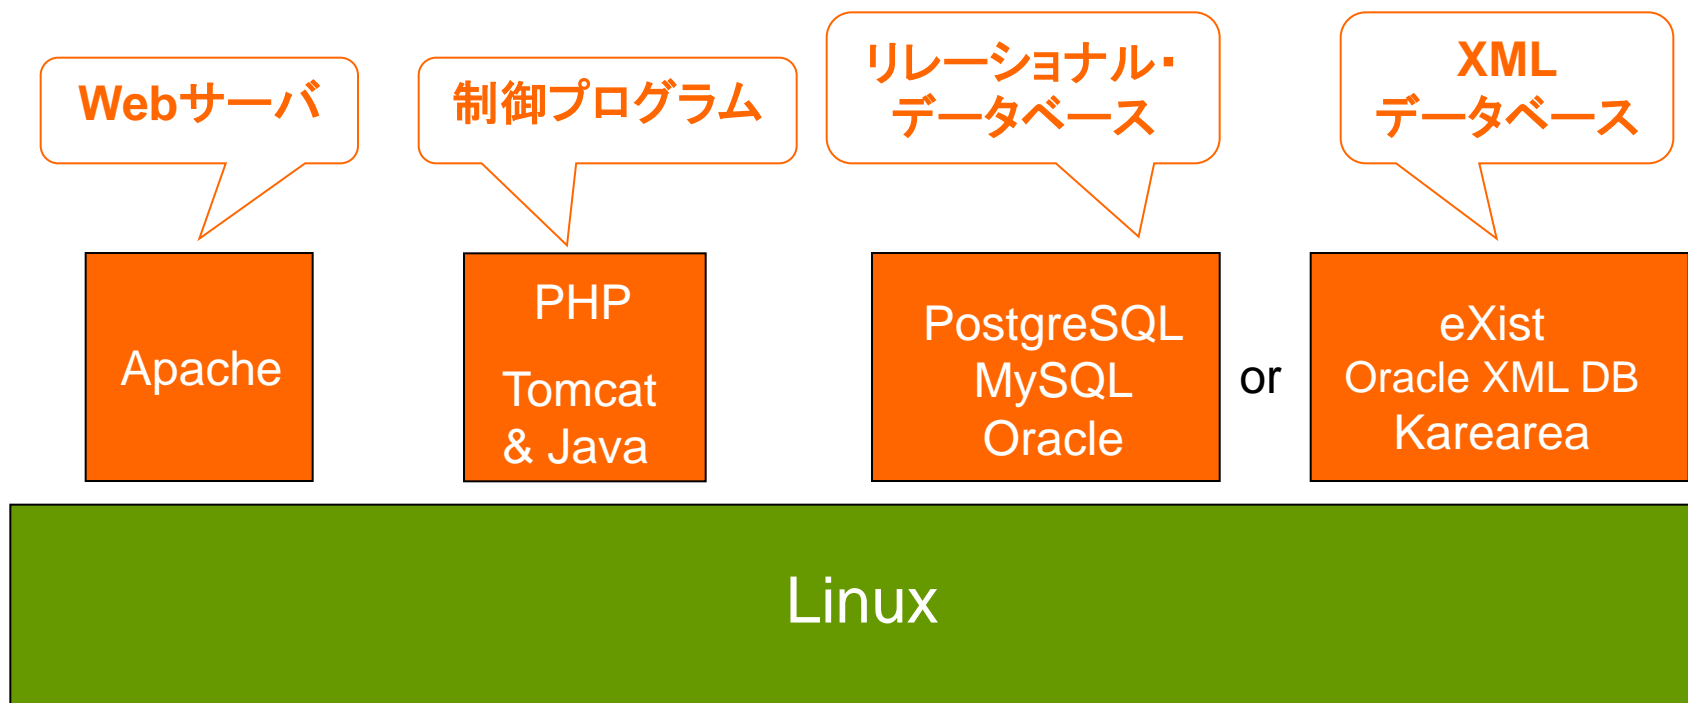 Webサーバ
制御プログラム
リレーショナル・
データベース
XML
データベース
Apache
PHP
Tomcat
& Java
PostgreSQL
MySQL
Oracle
or
eXist
Oracle XML DB
Karearea
Linux